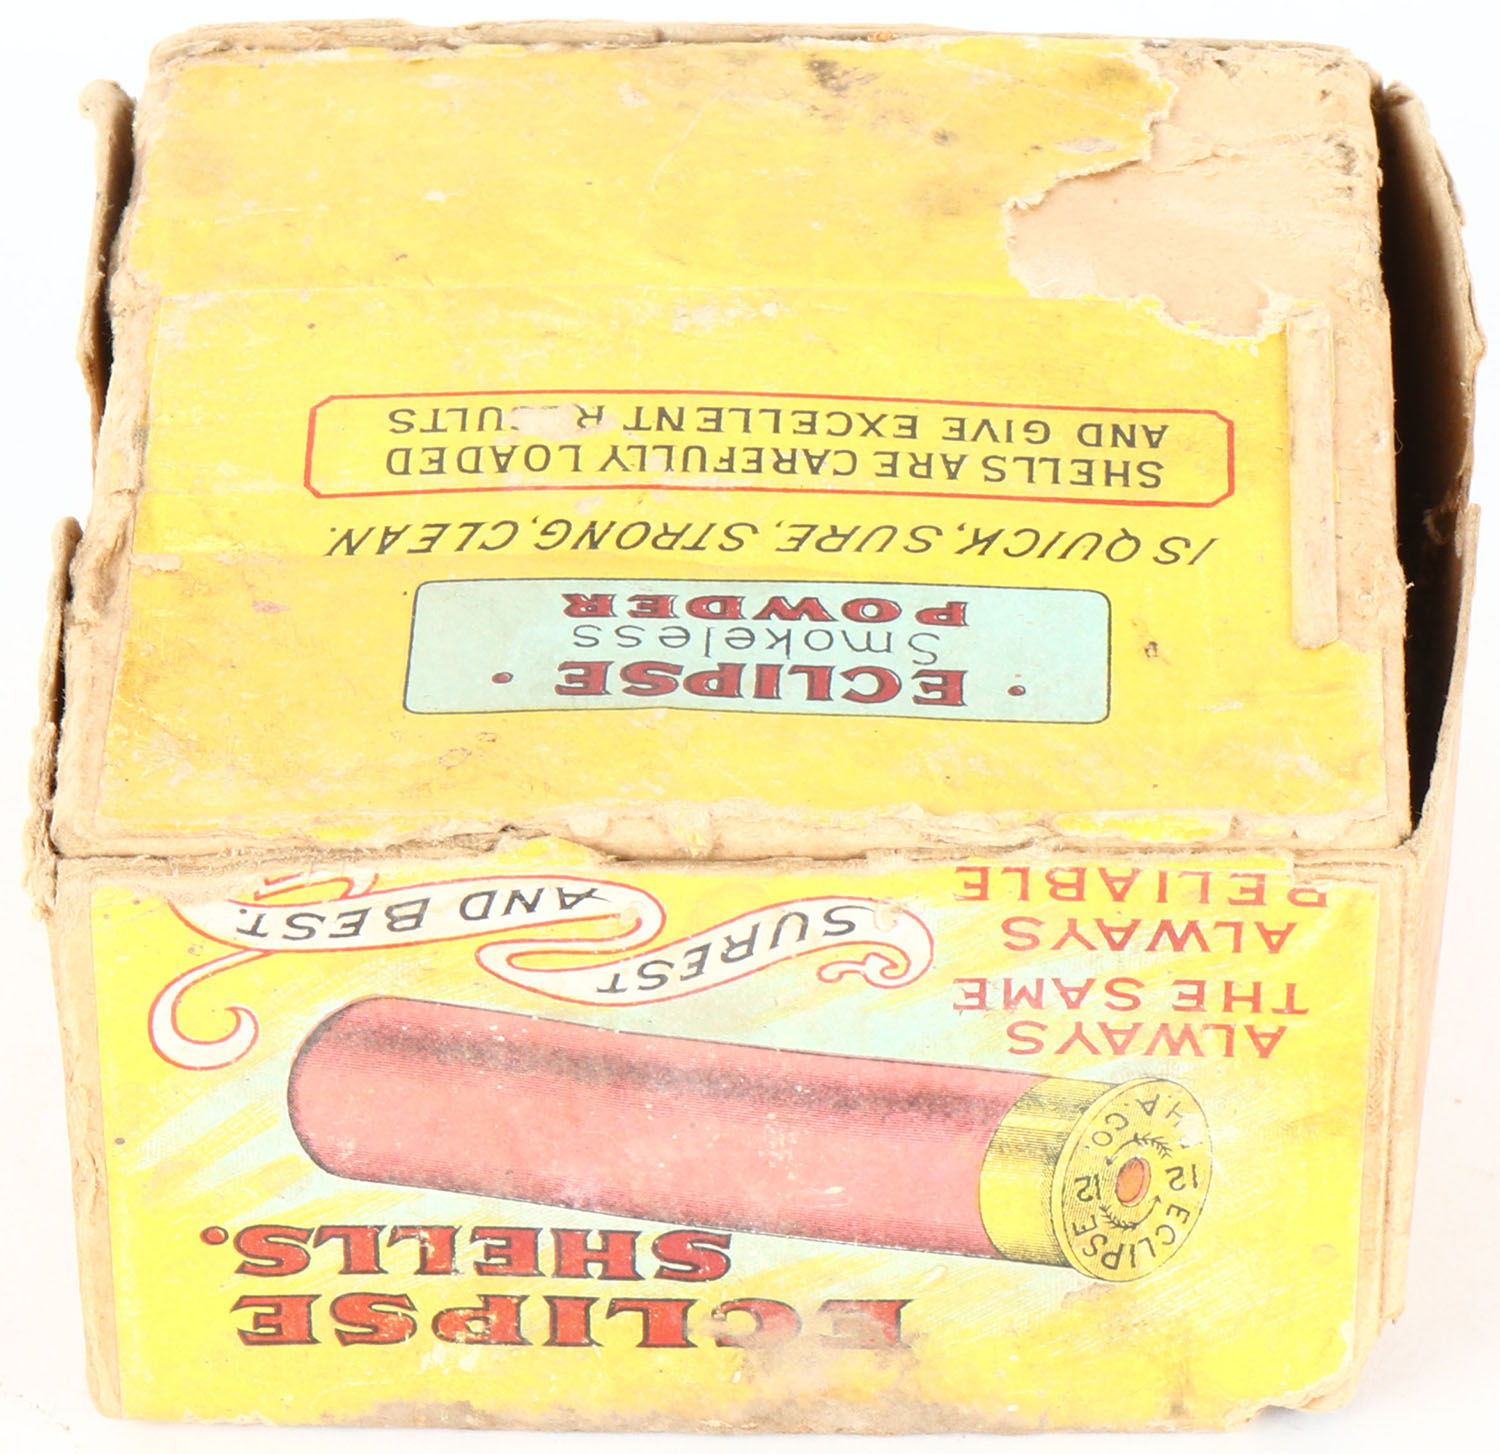 ECLIPSE
SHELLS.
ECLIPSE
12 12
CO.
ALWAYS
THE SAME
ALWAYS
RELIABLE
SUREST
AND BEST.
• ECLIPSE •
Smokeless
POWDER
IS QUICK, SURE, STRONG, CLEAN.
SHELLS ARE CAREFULLY LOADED
AND GIVE EXCELLENT R SULTS